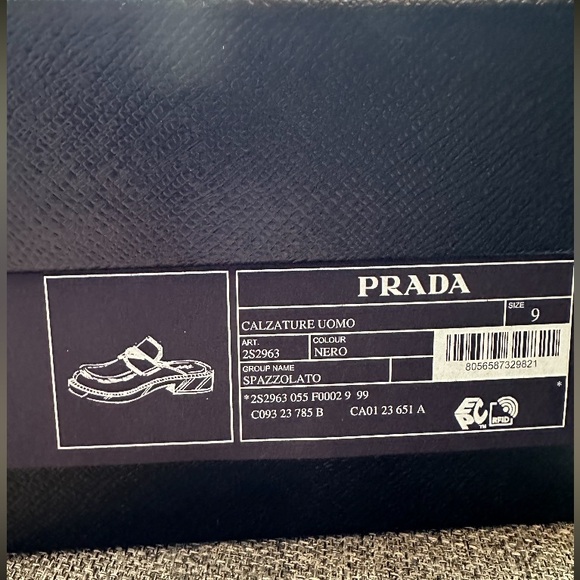 PRADA
CALZATURE UOMO
SIZE
9
ART.
2S2963
COLOUR
NERO
GROUP NAME
SPAZZOLATO
8056587329821
*2S2963 055 F0002 9 99 *
C093 23 785 B CA01 23 651 A
TM
RFID